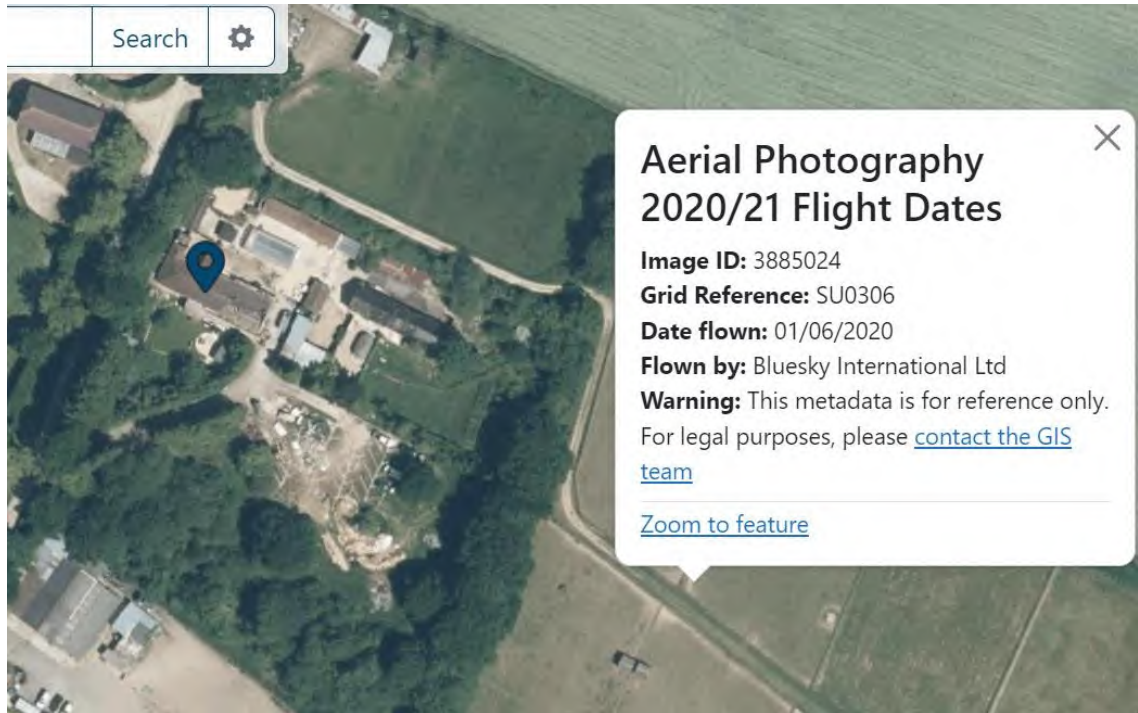 Search
Aerial Photography
2020/21 Flight Dates
Image ID: 3885024
Grid Reference: SU0306
Date flown: 01/06/2020
Flown by: Bluesky International Ltd
Warning: This metadata is for reference only.
For legal purposes, please contact the GIS
team
Zoom to feature